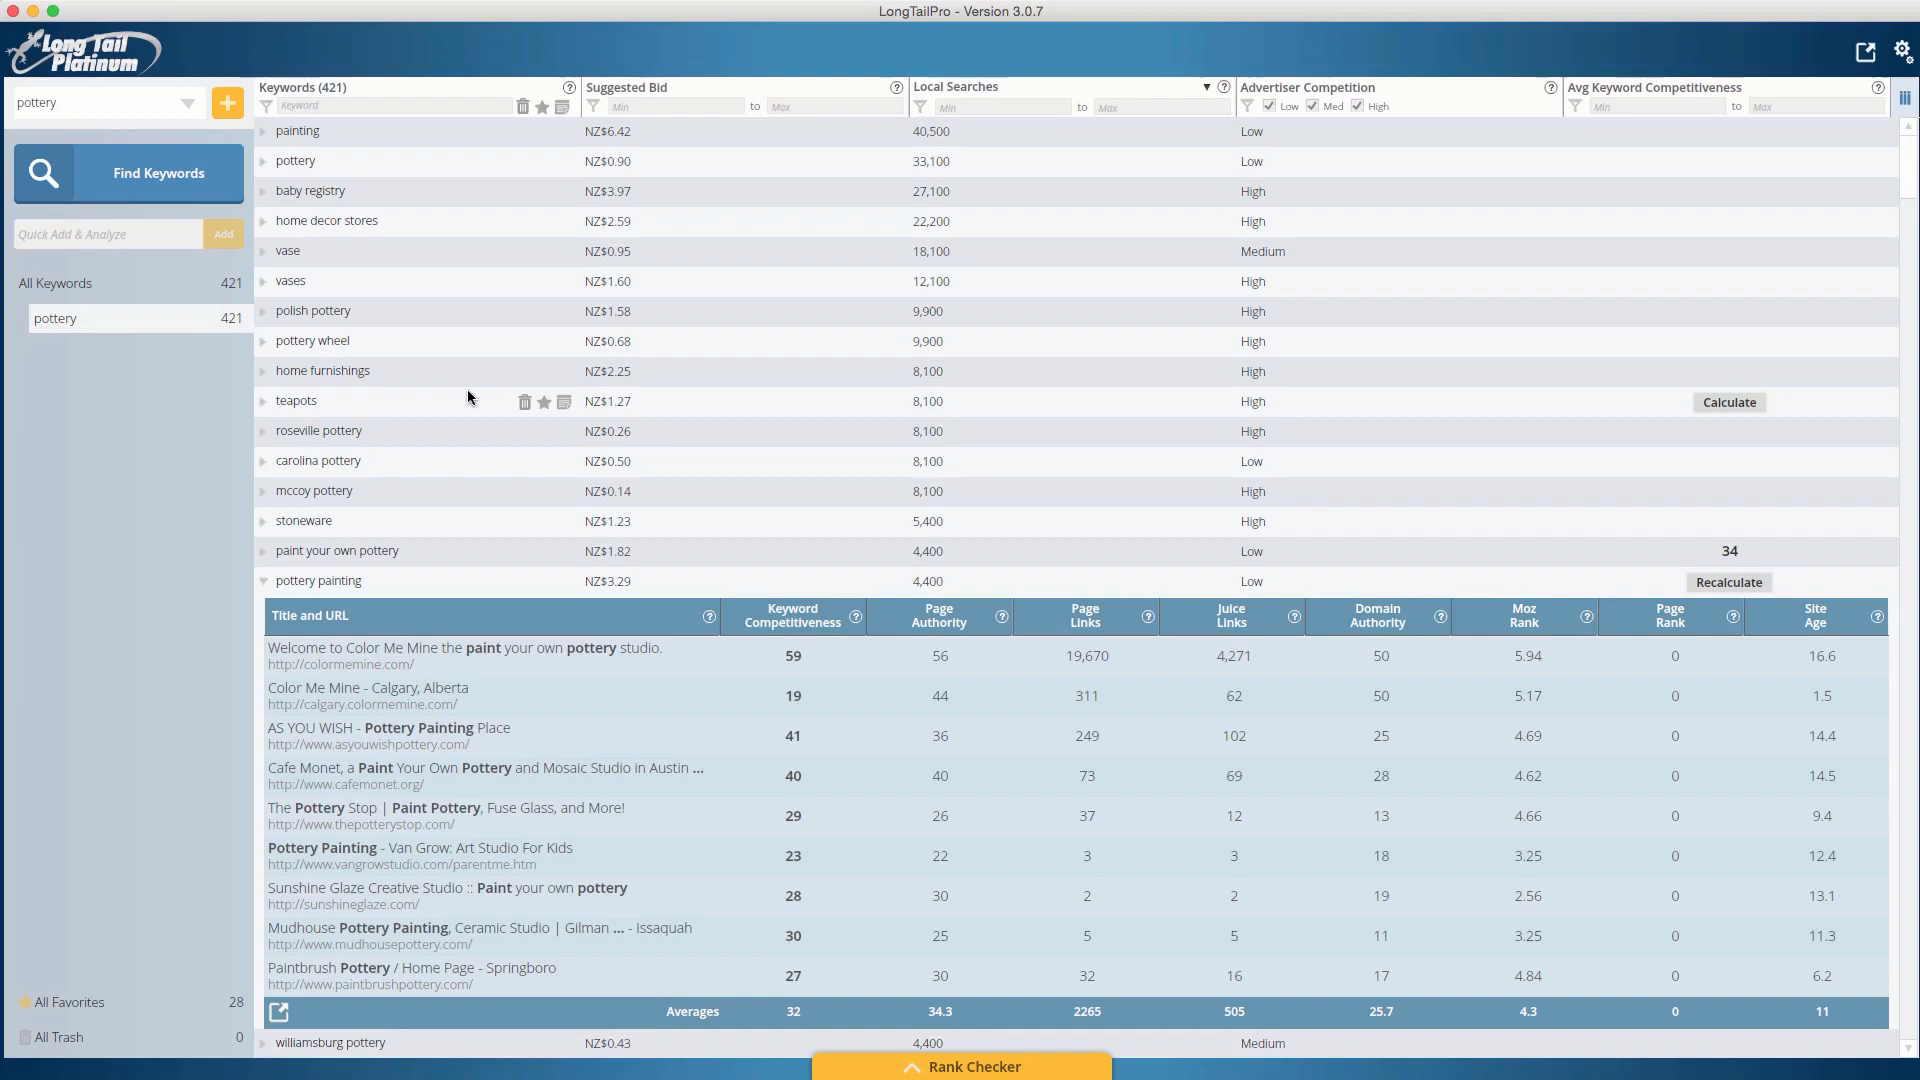 LongTailPro - Version 3.0.7
Long Tail
Platinum
pottery
Find Keywords
Quick Add & Analyze Add
All Keywords 421
pottery 421
All Favorites 28
All Trash 0
Keywords (421) Suggested Bid Local Searches Advertiser Competition Avg Keyword Competitiveness
Keyword Min to Max Min to Max Low Med High Min to Max
painting NZ$6.42 40,500 Low
pottery NZ$0.90 33,100 Low
baby registry NZ$3.97 27,100 High
home decor stores NZ$2.59 22,200 High
vase NZ$0.95 18,100 Medium
vases NZ$1.60 12,100 High
polish pottery NZ$1.58 9,900 High
pottery wheel NZ$0.68 9,900 High
home furnishings NZ$2.25 8,100 High
teapots NZ$1.27 8,100 High Calculate
roseville pottery NZ$0.26 8,100 High
carolina pottery NZ$0.50 8,100 Low
mccoy pottery NZ$0.14 8,100 High
stoneware NZ$1.23 5,400 High
paint your own pottery NZ$1.82 4,400 Low 34
pottery painting NZ$3.29 4,400 Low Recalculate
Title and URL Keyword Competitiveness Page Authority Page Links Juice Links Domain Authority Moz Rank Page Rank Site Age
Welcome to Color Me Mine the paint your own pottery studio.
http://colormemine.com/ 59 56 19,670 4,271 50 5.94 0 16.6
Color Me Mine - Calgary, Alberta
http://calgary.colormemine.com/ 19 44 311 62 50 5.17 0 1.5
AS YOU WISH - Pottery Painting Place
http://www.asyouwishpottery.com/ 41 36 249 102 25 4.69 0 14.4
Cafe Monet, a Paint Your Own Pottery and Mosaic Studio in Austin ...
http://www.cafemonet.org/ 40 40 73 69 28 4.62 0 14.5
The Pottery Stop | Paint Pottery, Fuse Glass, and More!
http://www.thepotterystop.com/ 29 26 37 12 13 4.66 0 9.4
Pottery Painting - Van Grow: Art Studio For Kids
http://www.vangrowstudio.com/parentme.htm 23 22 3 3 18 3.25 0 12.4
Sunshine Glaze Creative Studio :: Paint your own pottery
http://sunshineglaze.com/ 28 30 2 2 19 2.56 0 13.1
Mudhouse Pottery Painting, Ceramic Studio | Gilman ... - Issaquah
http://www.mudhousepottery.com/ 30 25 5 5 11 3.25 0 11.3
Paintbrush Pottery / Home Page - Springboro
http://www.paintbrushpottery.com/ 27 30 32 16 17 4.84 0 6.2
Averages 32 34.3 2265 505 25.7 4.3 0 11
williamsburg pottery NZ$0.43 4,400 Medium
Rank Checker